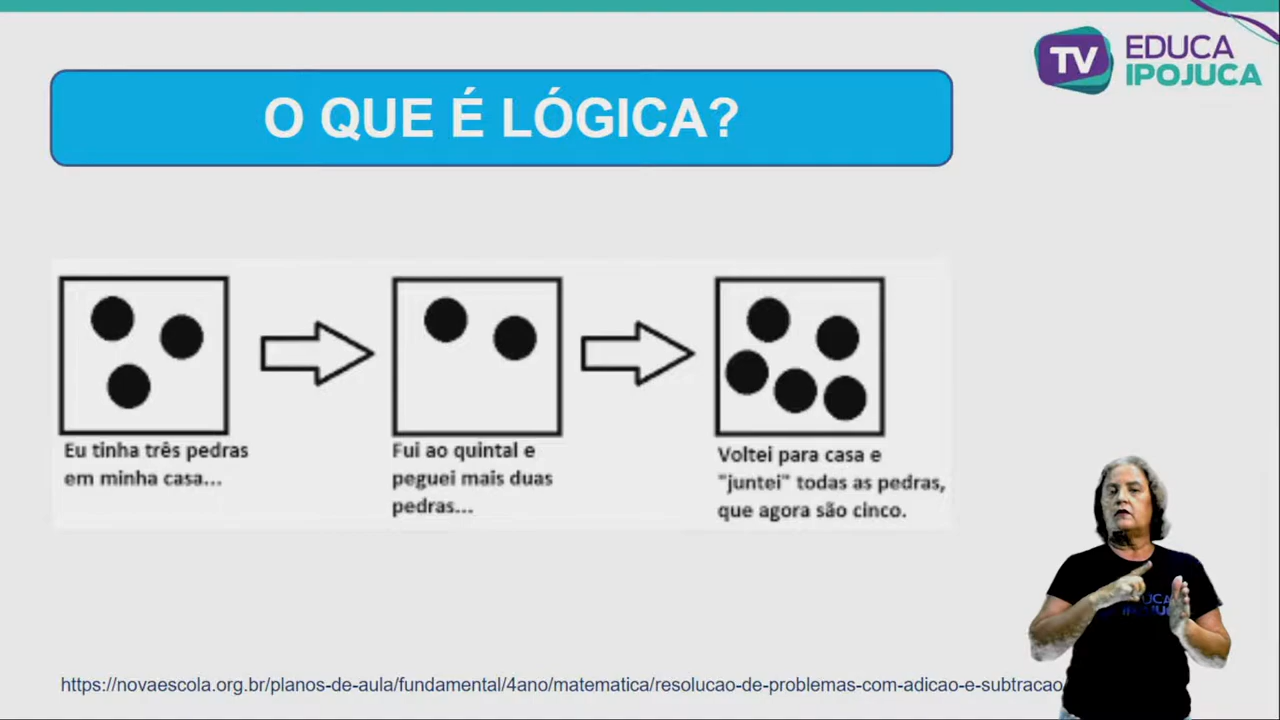 TV EDUCA
IPOJUCA
O QUE É LÓGICA?
Eu tinha três pedras
em minha casa...
Fui ao quintal e
peguei mais duas
pedras...
Voltei para casa e
"juntei" todas as pedras,
que agora são cinco.
EDUCA
IPOJUCA
https://novaescola.org.br/planos-de-aula/fundamental/4ano/matematica/resolucao-de-problemas-com-adicao-e-subtracao